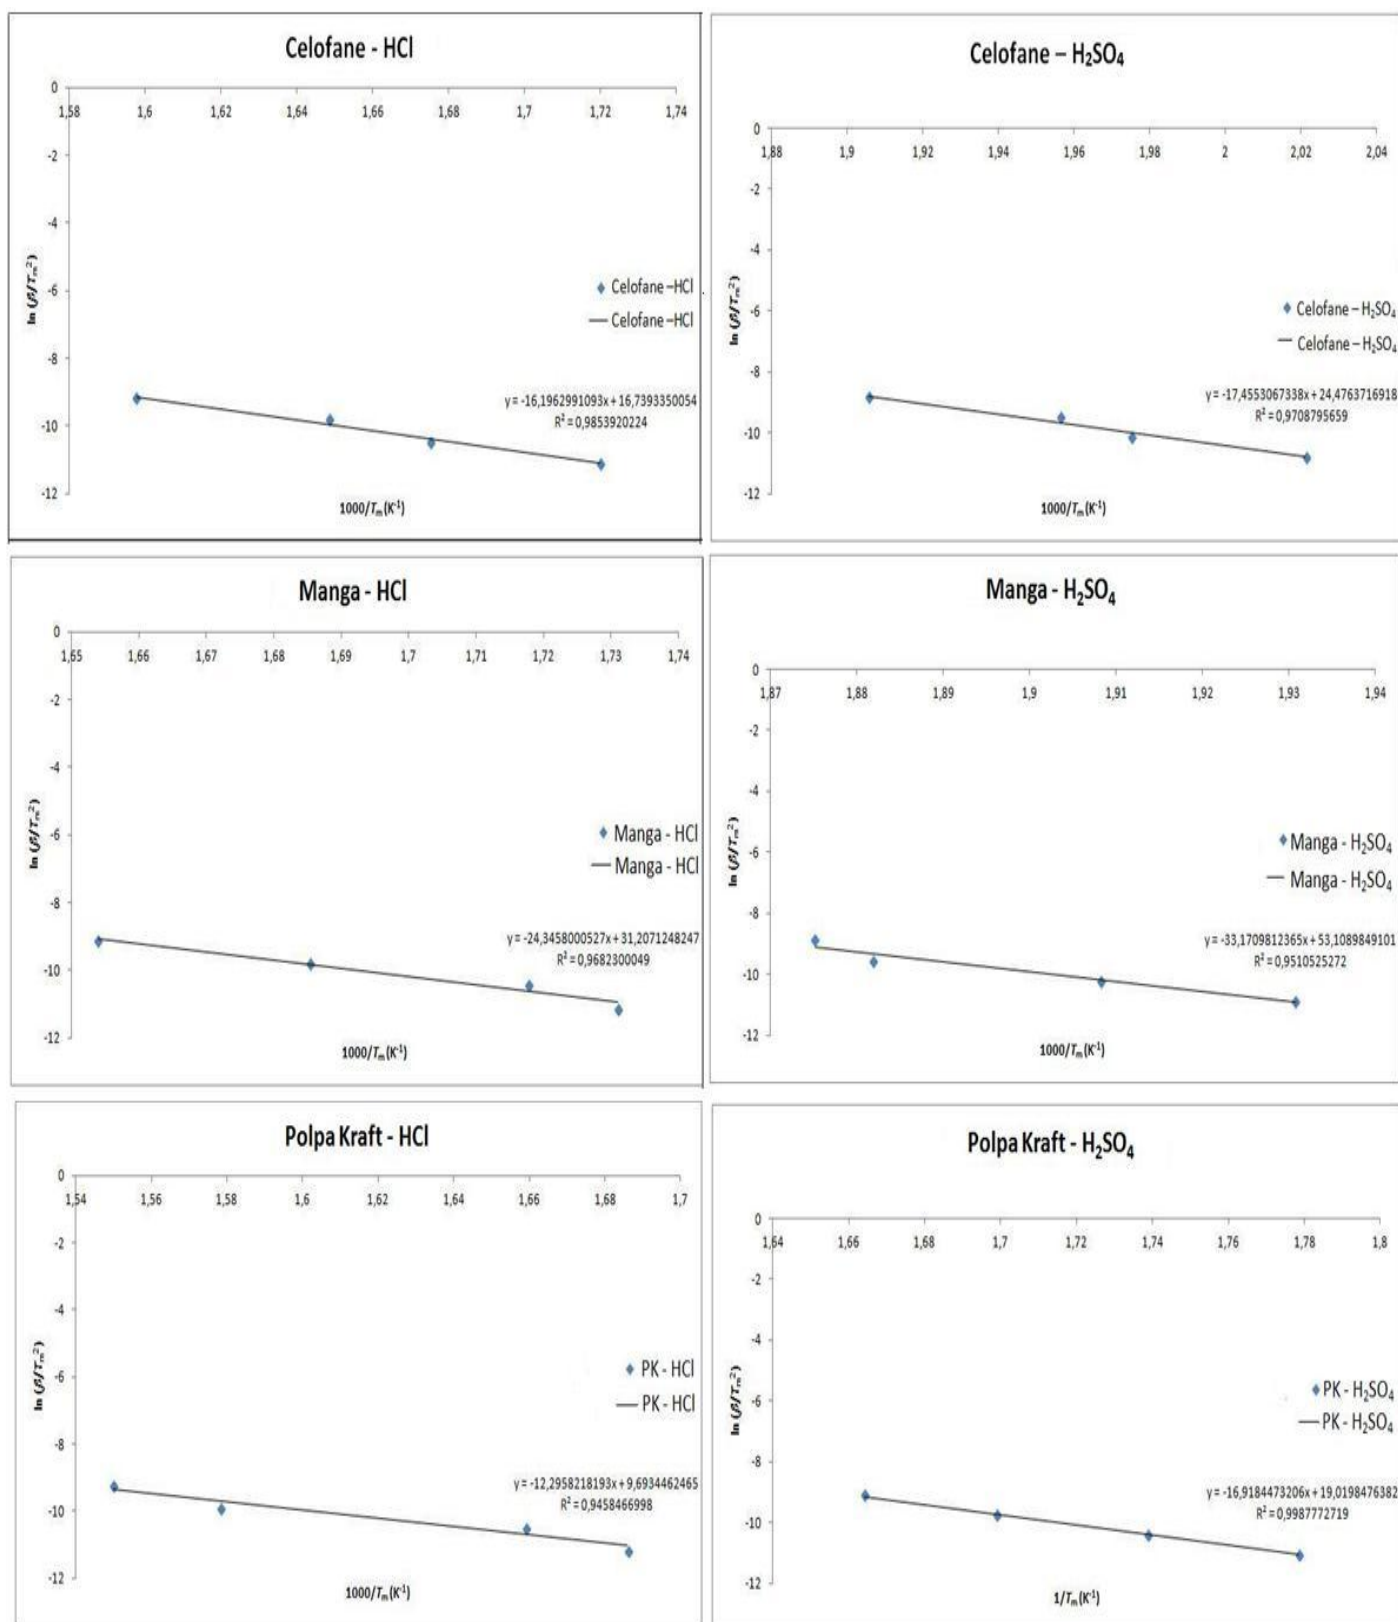 Celofane - HCl
0
1,58 1,6 1,62 1,64 1,66 1,68 1,7 1,72 1,74
-2
-4
-6
-8
-10
-12
ln (β/Tm²)
Celofane –HCl
Celofane –HCl
y = -16,1962991093x + 16,7393350054
R² = 0,9853920224
1000/Tm(K⁻¹)
Celofane – H₂SO₄
0
1,88 1,9 1,92 1,94 1,96 1,98 2 2,02 2,04
-2
-4
-6
-8
-10
-12
ln (β/Tm²)
Celofane – H₂SO₄
Celofane – H₂SO₄
y = -17,4553067338x + 24,4763716918
R² = 0,9708795659
1000/Tm(K⁻¹)
Manga - HCl
0
1,65 1,66 1,67 1,68 1,69 1,7 1,71 1,72 1,73 1,74
-2
-4
-6
-8
-10
-12
ln (β/Tm²)
Manga - HCl
Manga - HCl
y = -24,3458000527x + 31,2071248247
R² = 0,9682300049
1000/Tm(K⁻¹)
Manga - H₂SO₄
0
1,87 1,88 1,89 1,9 1,91 1,92 1,93 1,94
-2
-4
-6
-8
-10
-12
ln (β/Tm²)
Manga - H₂SO₄
Manga - H₂SO₄
y = -33,1709812365x + 53,1089849101
R² = 0,9510525272
1000/Tm(K⁻¹)
Polpa Kraft - HCl
0
1,54 1,56 1,58 1,6 1,62 1,64 1,66 1,68 1,7
-2
-4
-6
-8
-10
-12
ln (β/Tm²)
PK - HCl
PK - HCl
y = -12,2958218193x + 9,6934462465
R² = 0,9458466998
1000/Tm(K⁻¹)
Polpa Kraft - H₂SO₄
0
1,64 1,66 1,68 1,7 1,72 1,74 1,76 1,78 1,8
-2
-4
-6
-8
-10
-12
ln (β/Tm²)
PK - H₂SO₄
PK - H₂SO₄
y = -16,9184473206x + 19,0198476382
R² = 0,9987772719
1/Tm(K⁻¹)